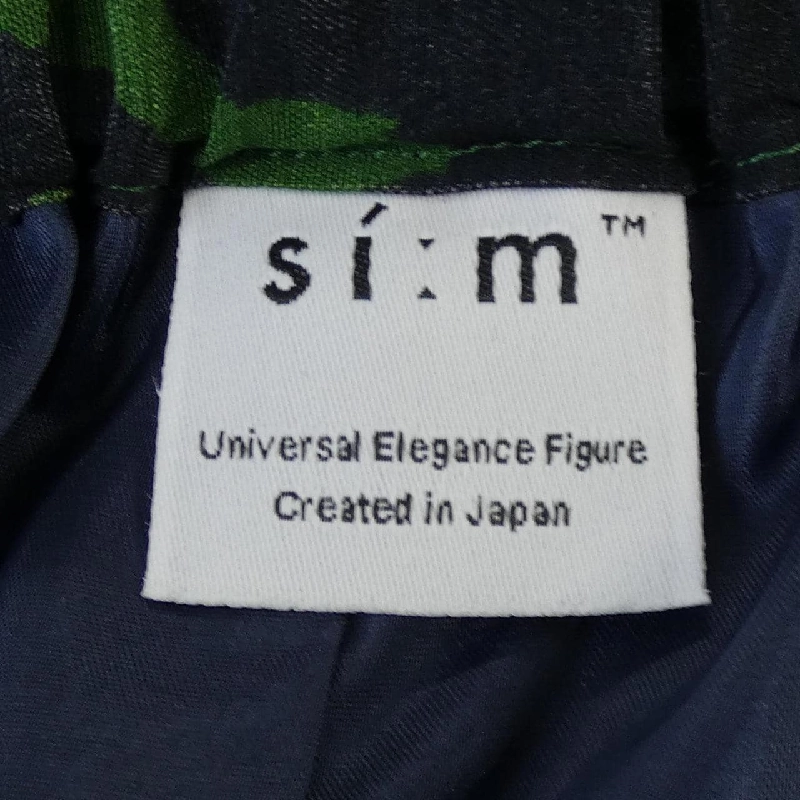 sí:m™
Universal Elegance Figure
Created in Japan